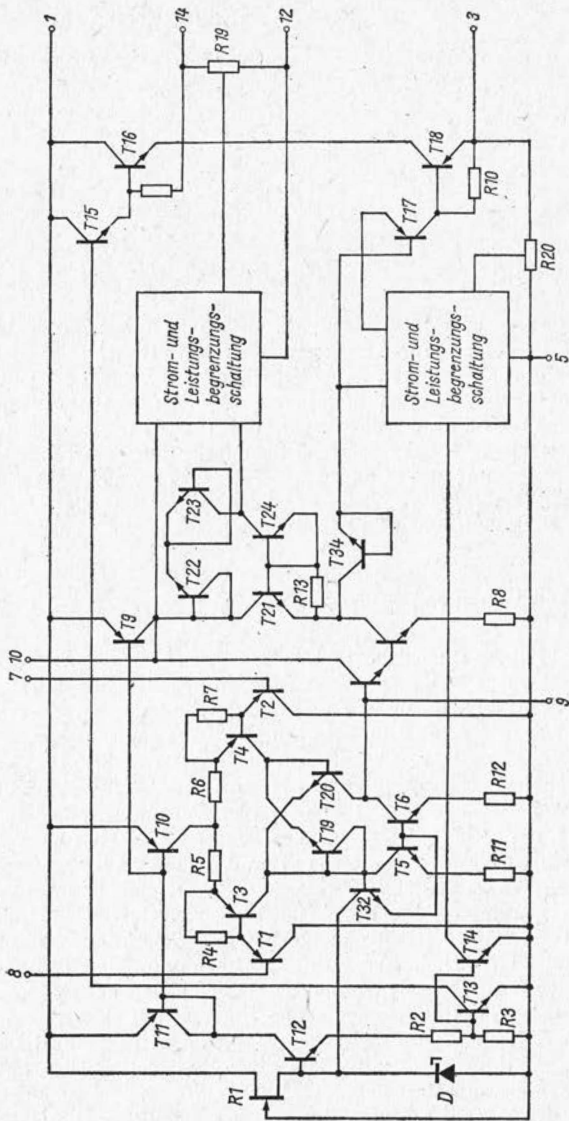 8
7
10
1
R1
T11
T10
T9
T15
T16
14
R19
12
T12
R4
T1
T3
R5
R6
R7
T4
T2
T22
T23
T21
T24
R13
Strom- und
Leistungs-
begrenzungs-
schaltung
T19
T20
T32
T5
T6
T34
T17
T18
R10
Strom- und
Leistungs-
begrenzungs-
schaltung
D
R2
R3
T13
T14
R11
R12
R8
R20
3
9
5